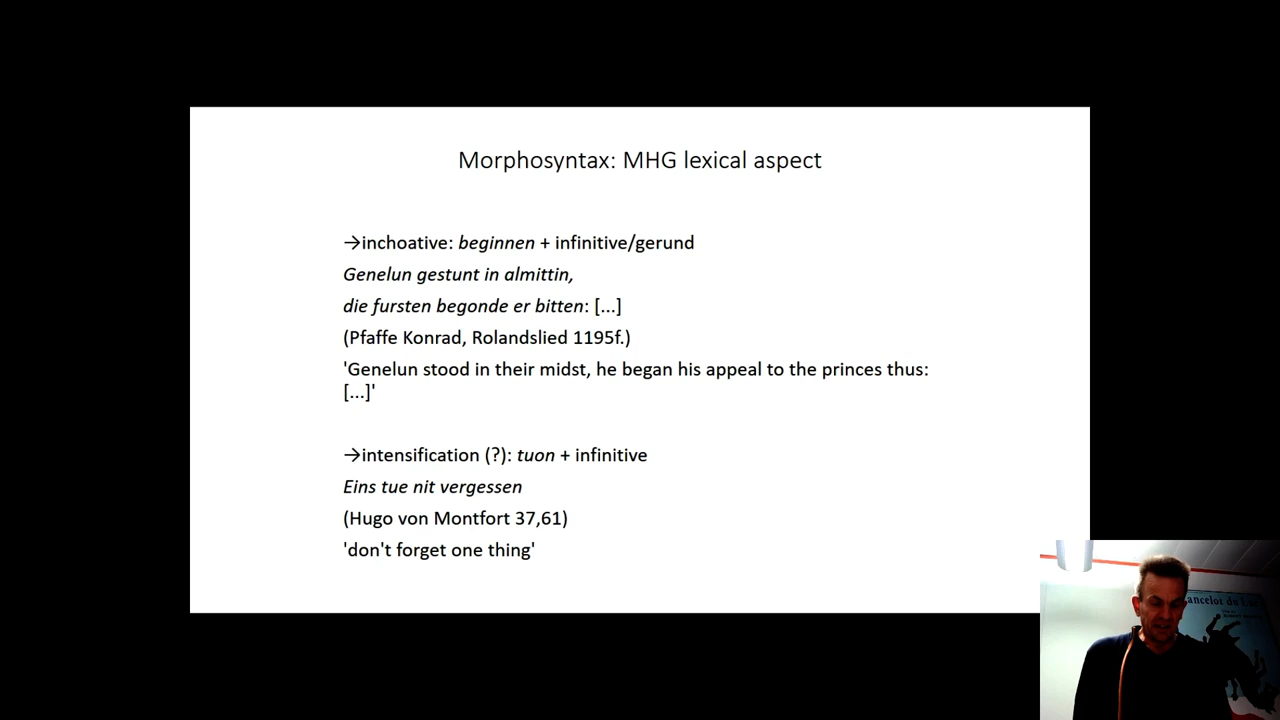 Morphosyntax: MHG lexical aspect
→inchoative: beginnen + infinitive/gerund
Genelun gestunt in almittin,
die fursten begonde er bitten: [...]
(Pfaffe Konrad, Rolandslied 1195f.)
'Genelun stood in their midst, he began his appeal to the princes thus:
[...]'
→intensification (?): tuon + infinitive
Eins tue nit vergessen
(Hugo von Montfort 37,61)
'don't forget one thing'
ancelot du